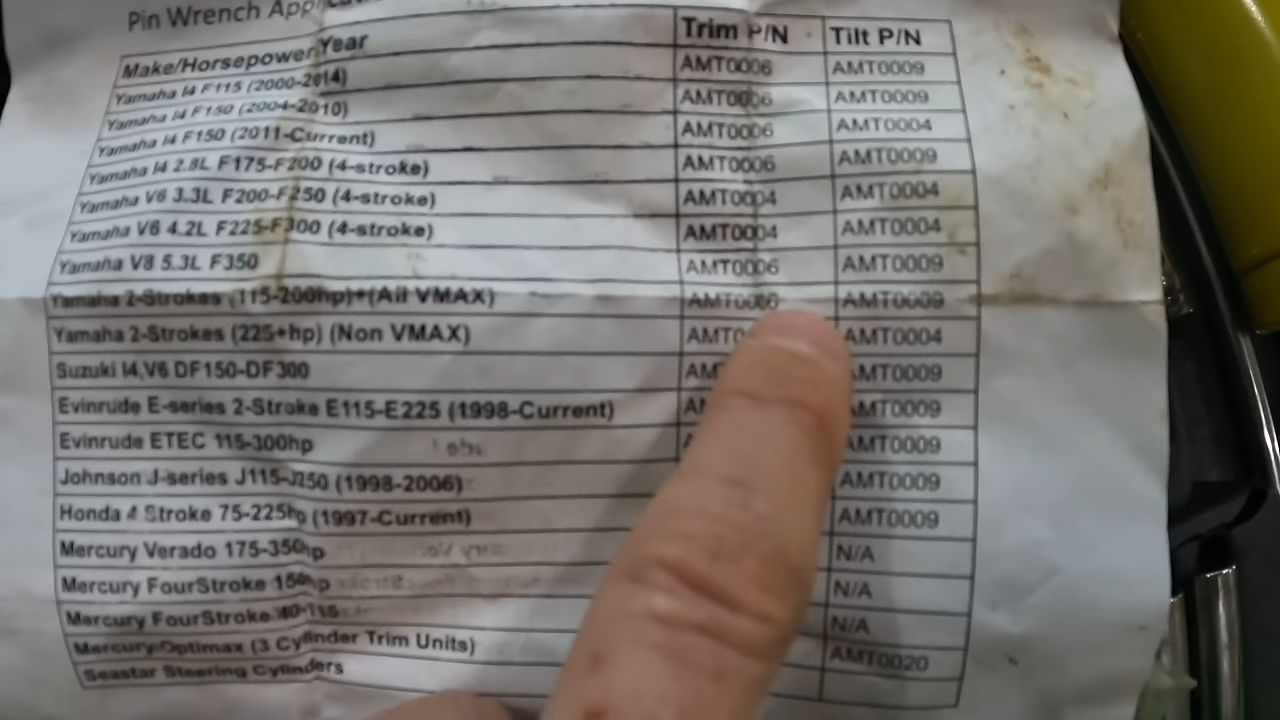 Pin Wrench
Make/Horsepower/Year Trim P/N Tilt P/N
Yamaha I4 F115 (2000-2014) AMT0006 AMT0009
Yamaha I4 F150 (2004-2010) AMT0006 AMT0009
Yamaha I4 F150 (2011-Current) AMT0006 AMT0004
Yamaha I4 2.8L F175-F200 (4-stroke) AMT0006 AMT0009
Yamaha V6 3.3L F200-F250 (4-stroke) AMT0004 AMT0004
Yamaha V6 4.2L F225-F300 (4-stroke) AMT0004 AMT0004
Yamaha V8 5.3L F350 AMT0006 AMT0009
Yamaha 2-Strokes (115-200hp)+(All VMAX) AMT0009
Yamaha 2-Strokes (225+hp) (Non VMAX) AMT0004
Suzuki I4,V6 DF150-DF300 AMT0009
Evinrude E-series 2-Stroke E115-E225 (1998-Current) AMT0009
Evinrude ETEC 115-300hp AMT0009
Johnson J-series J115-J250 (1998-2006) AMT0009
Honda 4 Stroke 75-225hp (1997-Current) AMT0009
Mercury Verado 175-350hp N/A
Mercury FourStroke 150hp N/A
Mercury FourStroke 40-115 N/A
Mercury Optimax (3 Cylinder Trim Units) AMT0020
Seastar Steering Cylinders